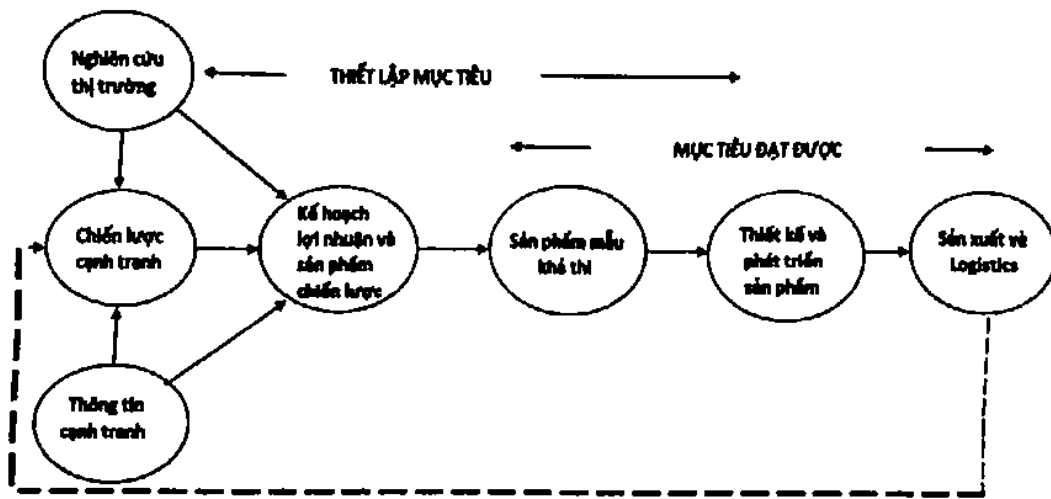 Nghiên cứu
thị trường
THIẾT LẬP MỤC TIÊU
MỤC TIÊU ĐẠT ĐƯỢC
Chiến lược
cạnh tranh
Kế hoạch
lợi nhuận và
sản phẩm
chiến lược
Sản phẩm mẫu
khả thi
Thiết kế và
phát triển
sản phẩm
Sản xuất và
Logistics
Thông tin
cạnh tranh